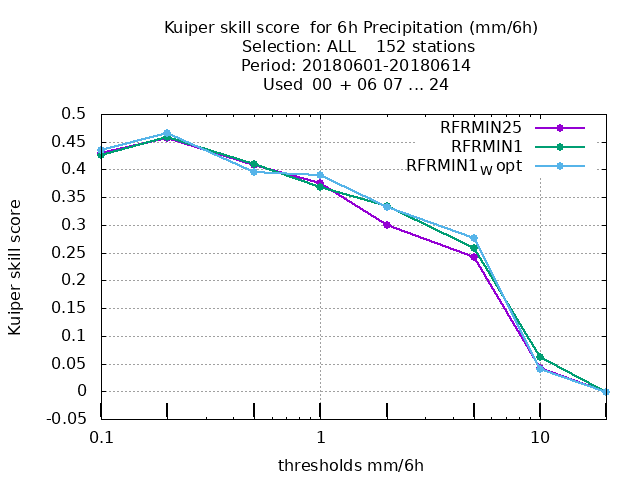 Kuiper skill score  for 6h Precipitation (mm/6h)
Selection: ALL    152 stations
Period: 20180601-20180614
Used  00 + 06 07 ... 24
RFRMIN25
RFRMIN1
RFRMIN1w opt
0.5
0.45
0.4
0.35
0.3
0.25
0.2
0.15
0.1
0.05
0
-0.05
Kuiper skill score
0.1 1 10
thresholds mm/6h